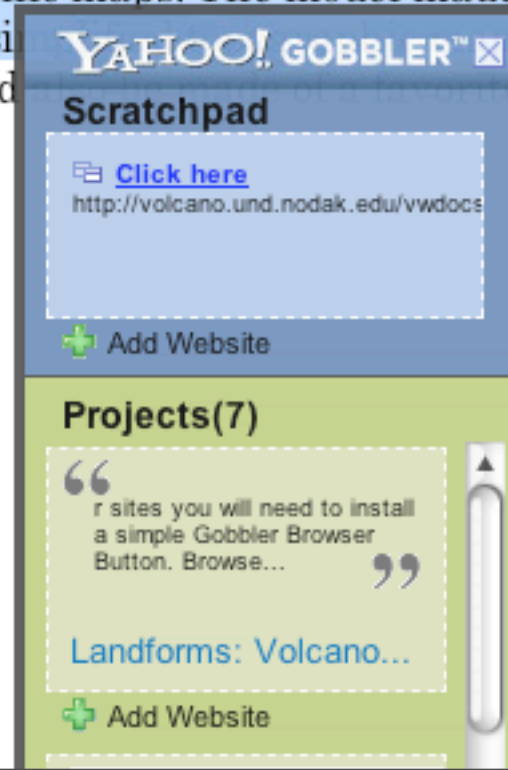 YAHOO! GOBBLER™
Scratchpad
Click here
http://volcano.und.nodak.edu/vwdocs
Add Website
Projects(7)
“
r sites you will need to install
a simple Gobbler Browser
Button. Browse...
”
Landforms: Volcano...
Add Website